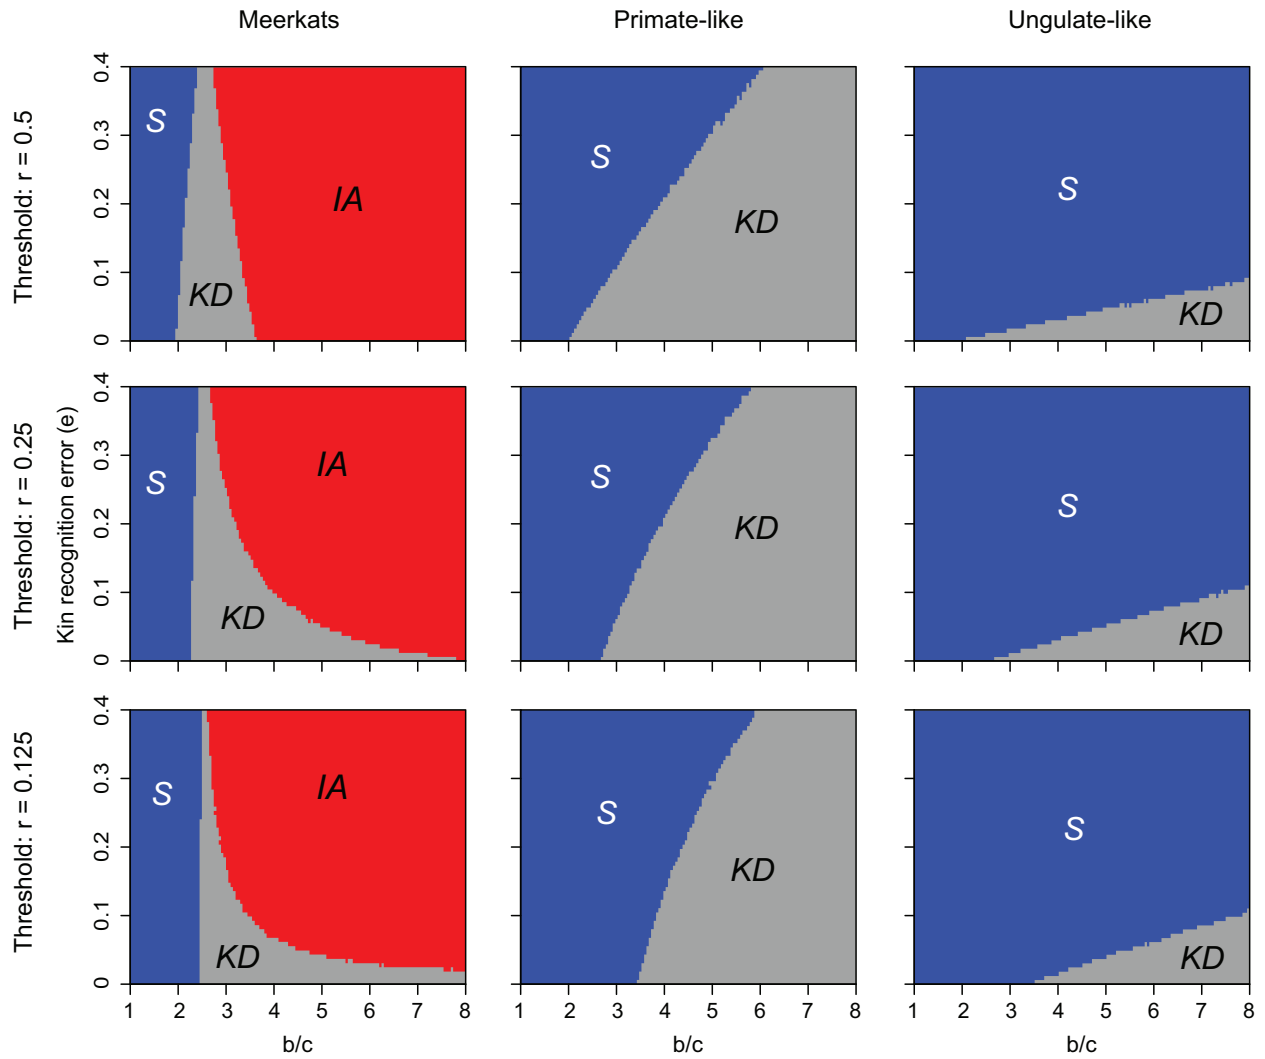 Meerkats Primate-like Ungulate-like
Threshold: r = 0.5
0.4
0.3
0.2
0.1
0
S
KD
IA
S
KD
S
KD
Threshold: r = 0.25
Kin recognition error (e)
0.4
0.3
0.2
0.1
0
S
KD
IA
S
KD
S
KD
Threshold: r = 0.125
0.4
0.3
0.2
0.1
0
S
KD
IA
S
KD
S
KD
1 2 3 4 5 6 7 8 1 2 3 4 5 6 7 8 1 2 3 4 5 6 7 8
b/c b/c b/c